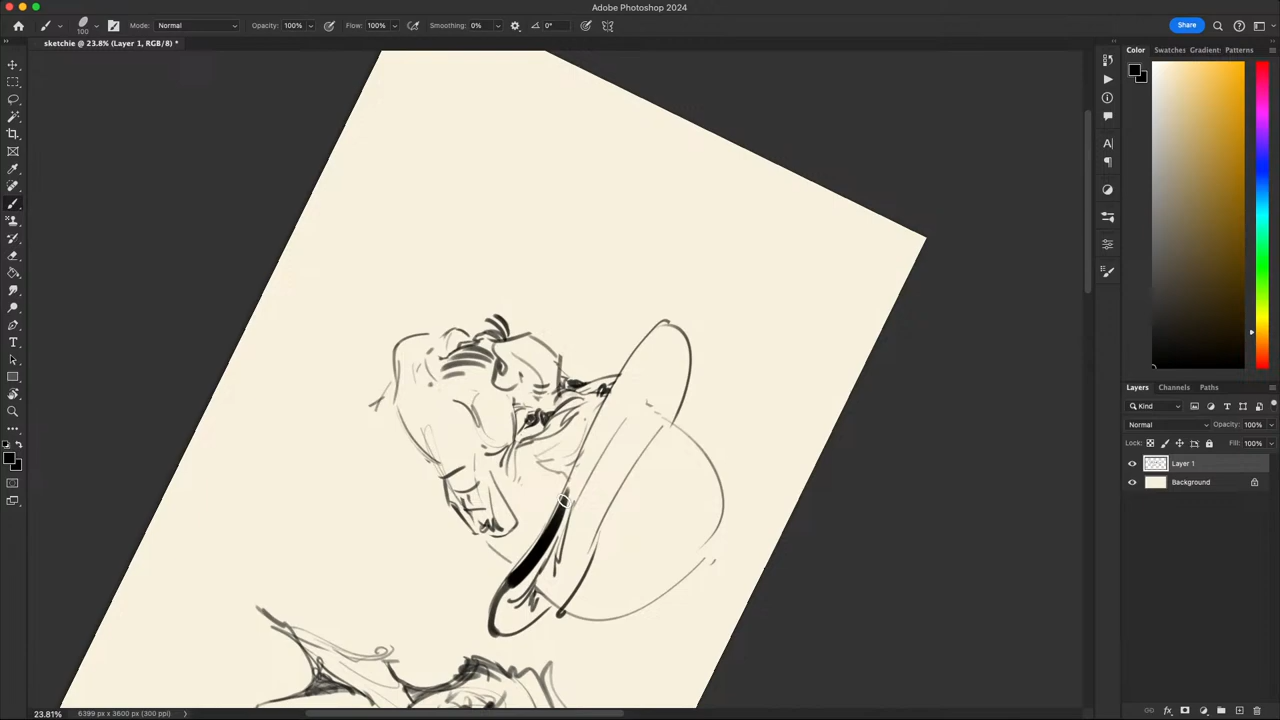 Adobe Photoshop 2024
100
Mode: Normal
Opacity: 100%
Flow: 100%
Smoothing: 0%
0°
Share
sketchie @ 23.8% (Layer 1, RGB/8) *
Color
Swatches
Gradient:
Patterns
Layers
Channels
Paths
Kind
Normal
Opacity: 100%
Lock:
Fill: 100%
Layer 1
Background
23.81%
6399 px x 3600 px (300 ppi)